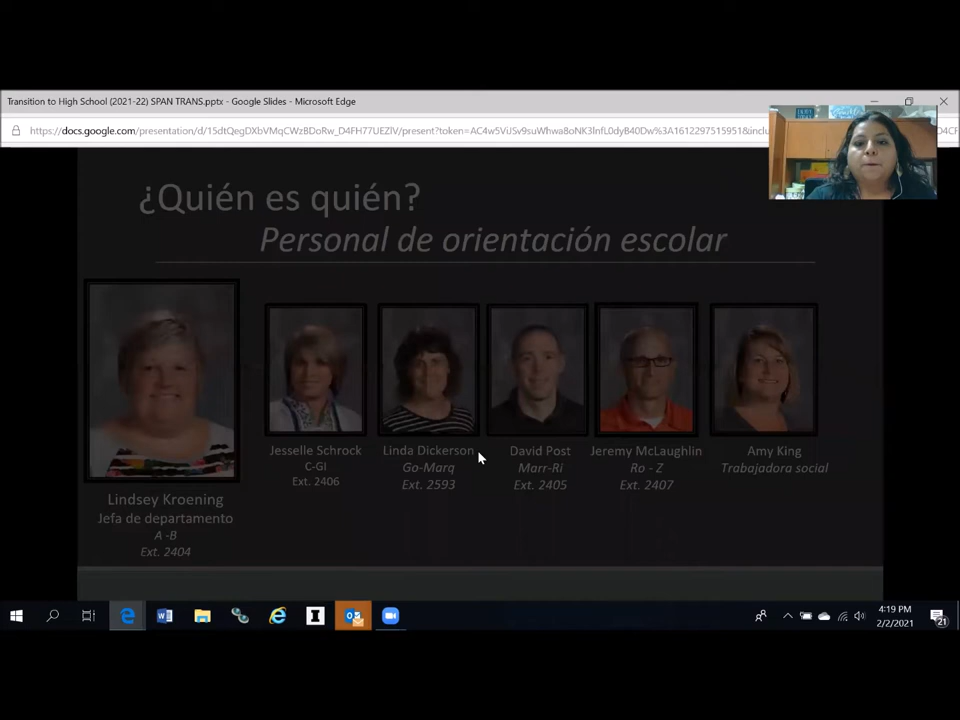 Transition to High School (2021-22) SPAN TRANS.pptx - Google Slides - Microsoft Edge
¿Quién es quién?
Personal de orientación escolar
Lindsey Kroening
Jefa de departamento
A -B
Ext. 2404
Jesselle Schrock
C-GI
Ext. 2406
Linda Dickerson
Go-Marq
Ext. 2593
David Post
Marr-Ri
Ext. 2405
Jeremy McLaughlin
Ro - Z
Ext. 2407
Amy King
Trabajadora social
4:19 PM
2/2/2021
21